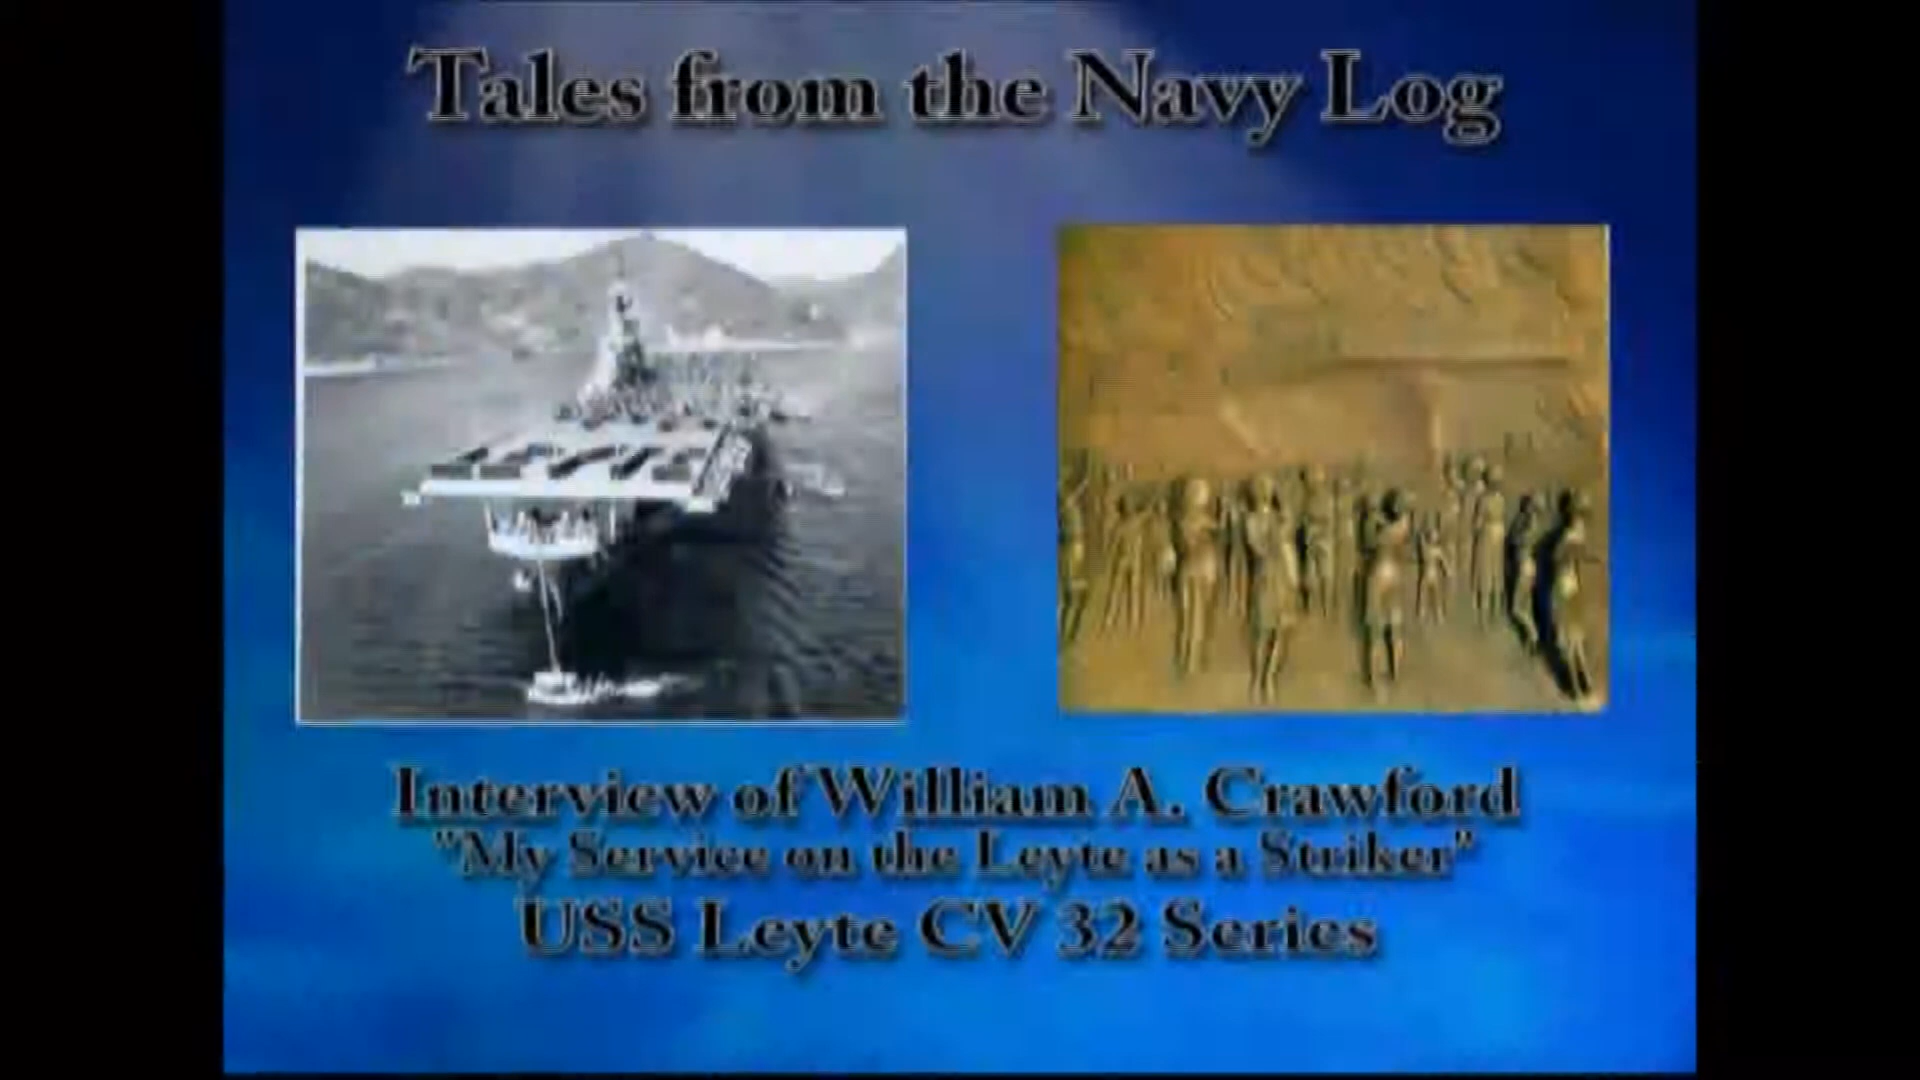 Tales from the Navy Log
Interview of William A. Crawford
"My Service on the Leyte as a Striker"
USS Leyte CV 32 Series